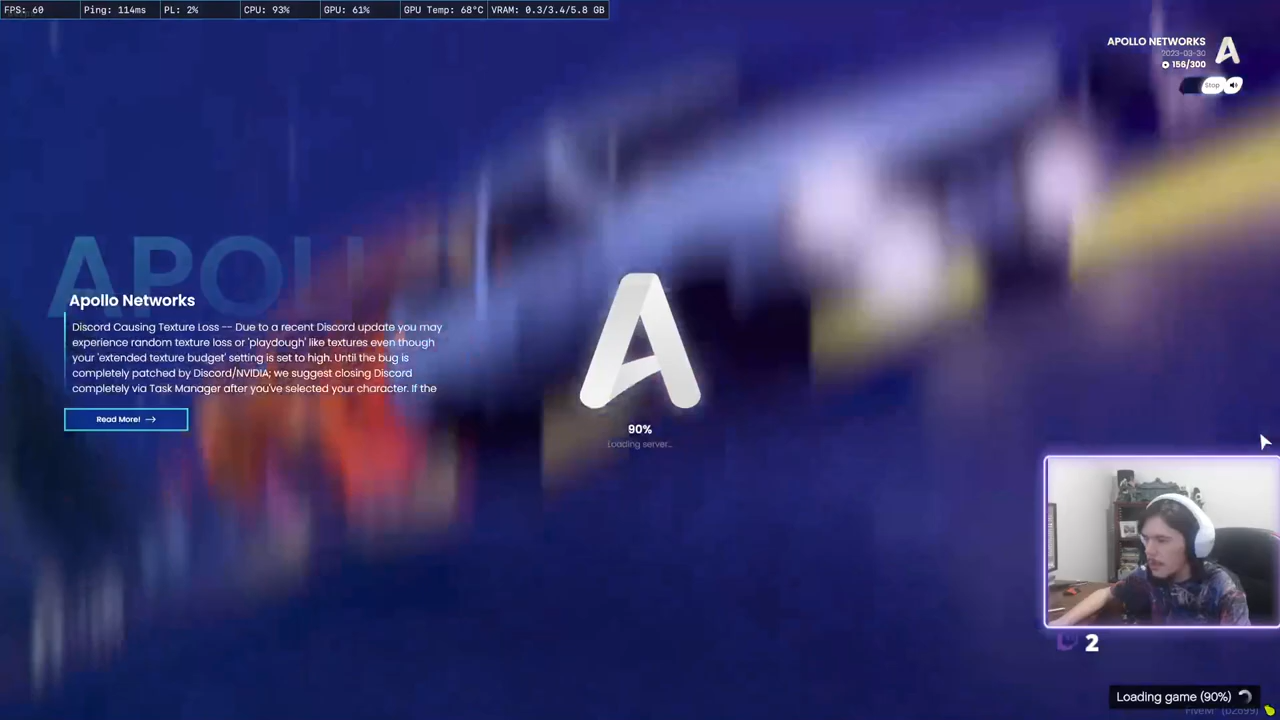 FPS: 60 Ping: 114ms PL: 2% CPU: 93% GPU: 61% GPU Temp: 68°C VRAM: 0.3/3.4/5.8 GB
APOLLO NETWORKS
2023-03-30
156/300
Stop
APOLL
Apollo Networks
Discord Causing Texture Loss -- Due to a recent Discord update you may
experience random texture loss or 'playdough' like textures even though
your 'extended texture budget' setting is set to high. Until the bug is
completely patched by Discord/NVIDIA; we suggest closing Discord
completely via Task Manager after you've selected your character. If the
Read More!
90%
Loading server...
2
Loading game (90%)
FiveM* (b2699)